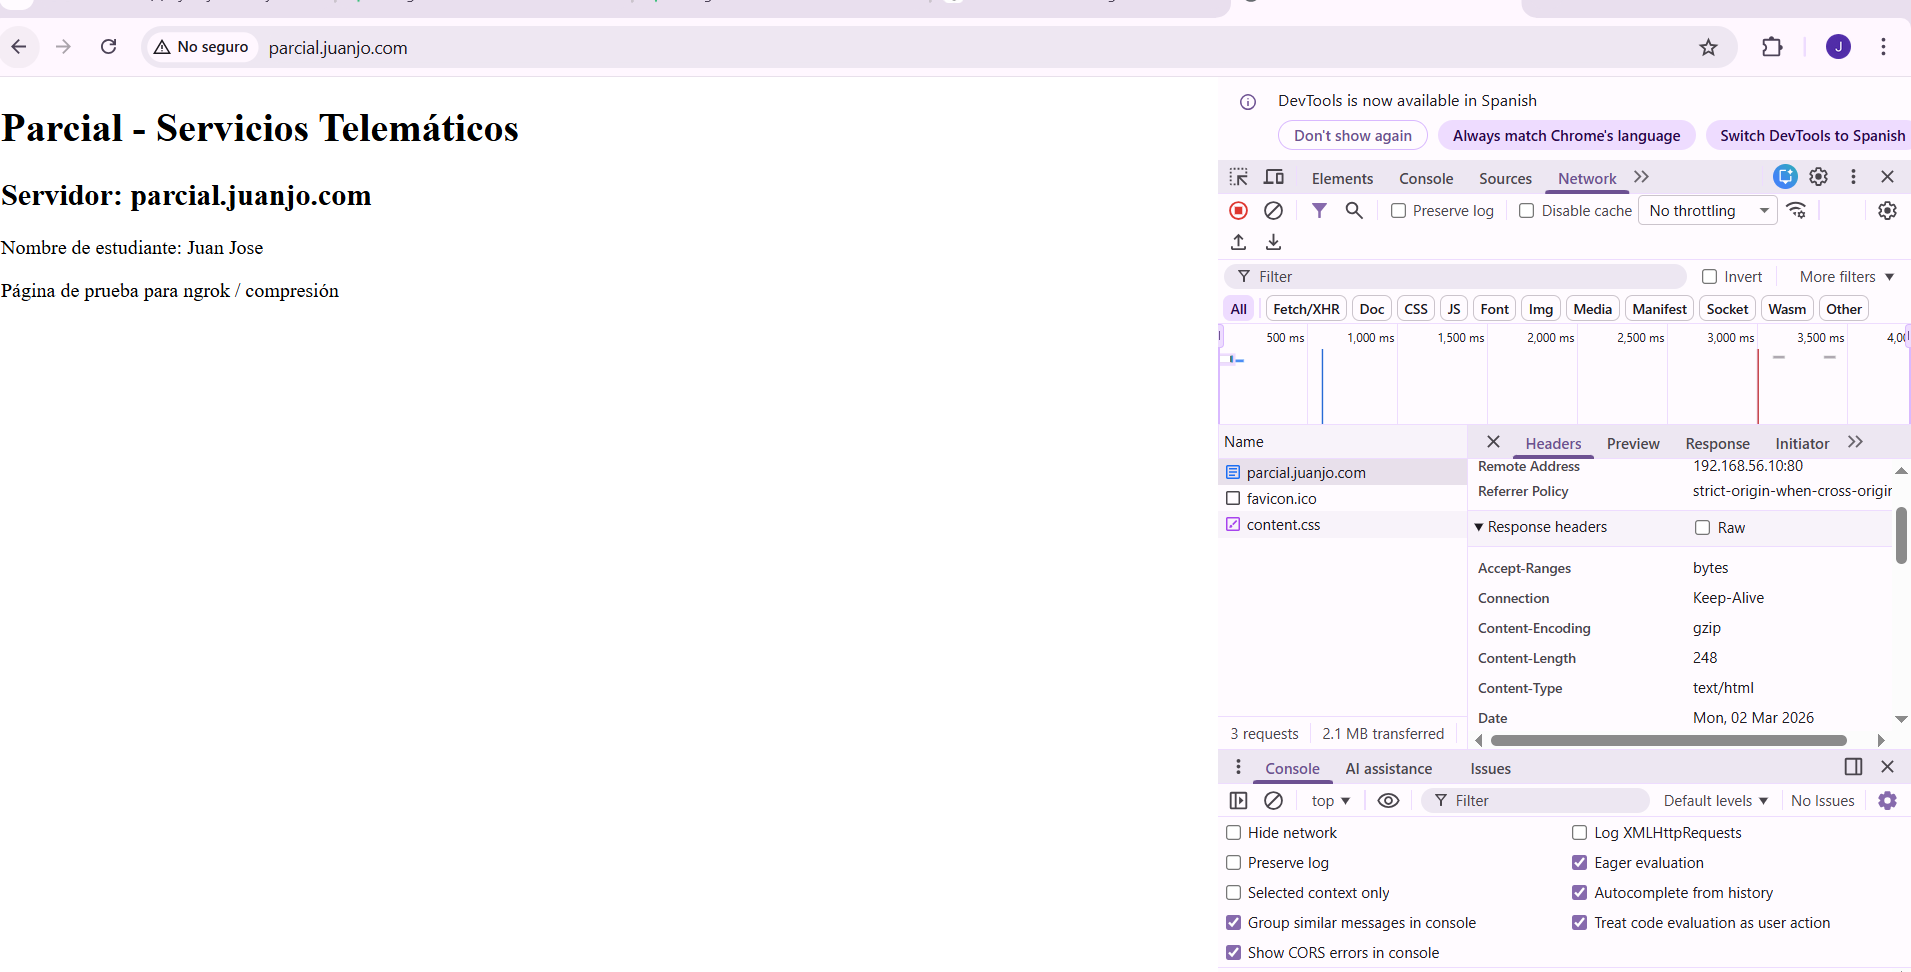 No seguro
parcial.juanjo.com
J
Parcial - Servicios Telemáticos
Servidor: parcial.juanjo.com
Nombre de estudiante: Juan Jose
Página de prueba para ngrok / compresión
DevTools is now available in Spanish
Don't show again
Always match Chrome's language
Switch DevTools to Spanish
Elements
Console
Sources
Network
Preserve log
Disable cache
No throttling
Filter
Invert
More filters
All
Fetch/XHR
Doc
CSS
JS
Font
Img
Media
Manifest
Socket
Wasm
Other
500 ms
1,000 ms
1,500 ms
2,000 ms
2,500 ms
3,000 ms
3,500 ms
Name
Headers
Preview
Response
Initiator
parcial.juanjo.com
favicon.ico
content.css
Remote Address 192.168.56.10:80
Referrer Policy strict-origin-when-cross-origin
Response headers
Raw
Accept-Ranges bytes
Connection Keep-Alive
Content-Encoding gzip
Content-Length 248
Content-Type text/html
Date Mon, 02 Mar 2026
3 requests
2.1 MB transferred
Console
AI assistance
Issues
top
Filter
Default levels
No Issues
Hide network
Log XMLHttpRequests
Preserve log
Eager evaluation
Selected context only
Autocomplete from history
Group similar messages in console
Treat code evaluation as user action
Show CORS errors in console